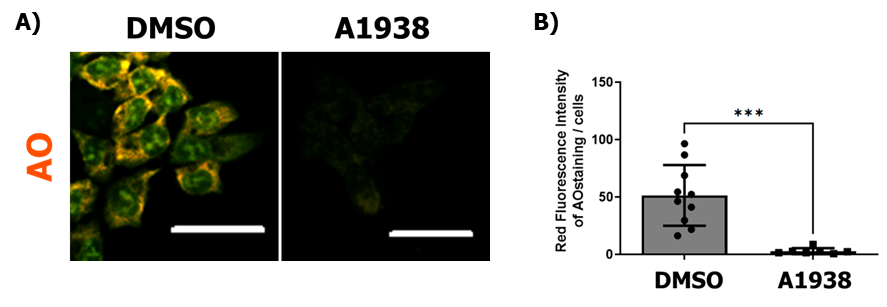 A)
DMSO
A1938
AO
B)
Red Fluorescence Intensity
of AOstaining / cells
150
100
50
0
***
DMSO
A1938